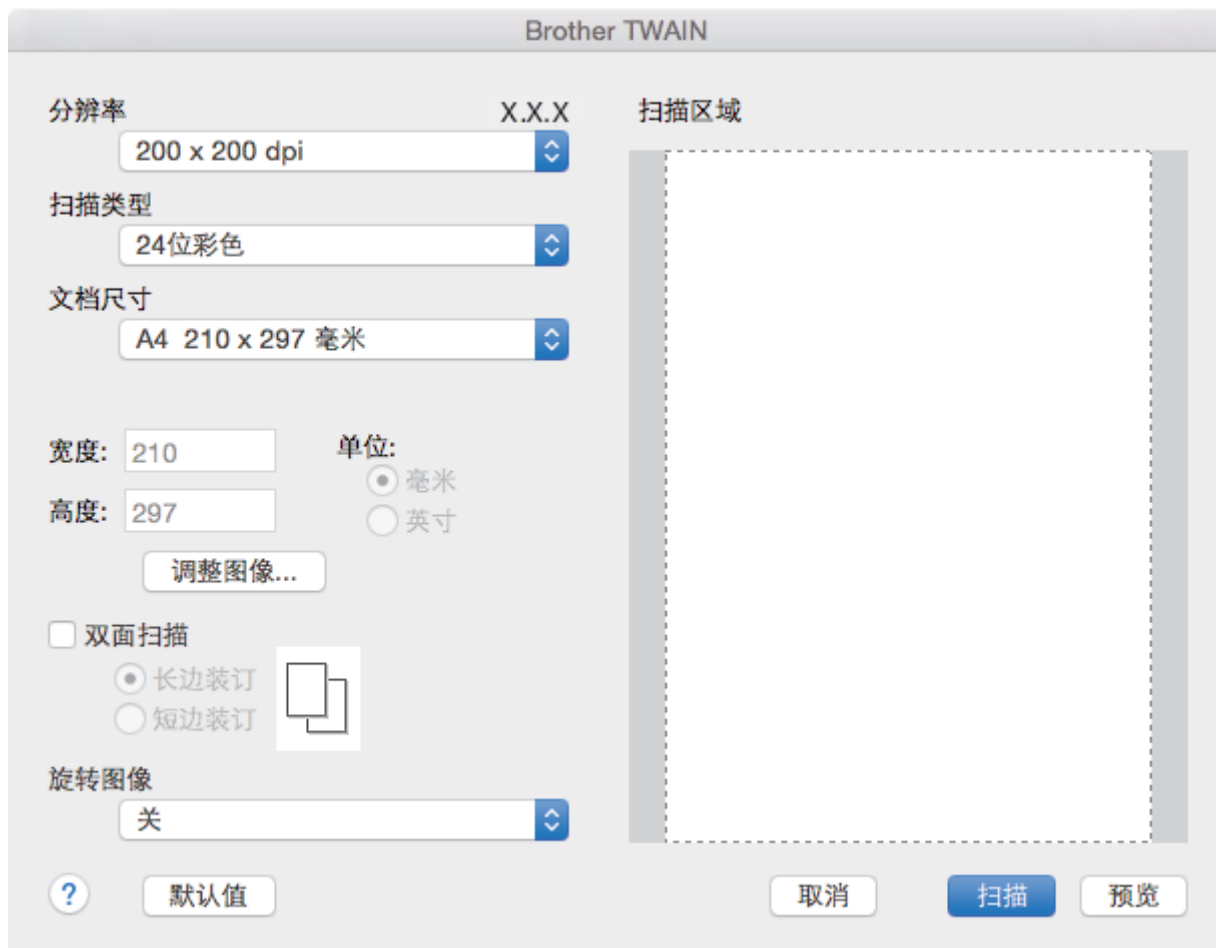 Brother TWAIN
分辨率
X.X.X
200 x 200 dpi
扫描类型
24位彩色
文档尺寸
A4 210 x 297 毫米
宽度: 210
高度: 297
单位:
毫米
英寸
调整图像...
双面扫描
长边装订
短边装订
旋转图像
关
?
默认值
扫描区域
取消
扫描
预览